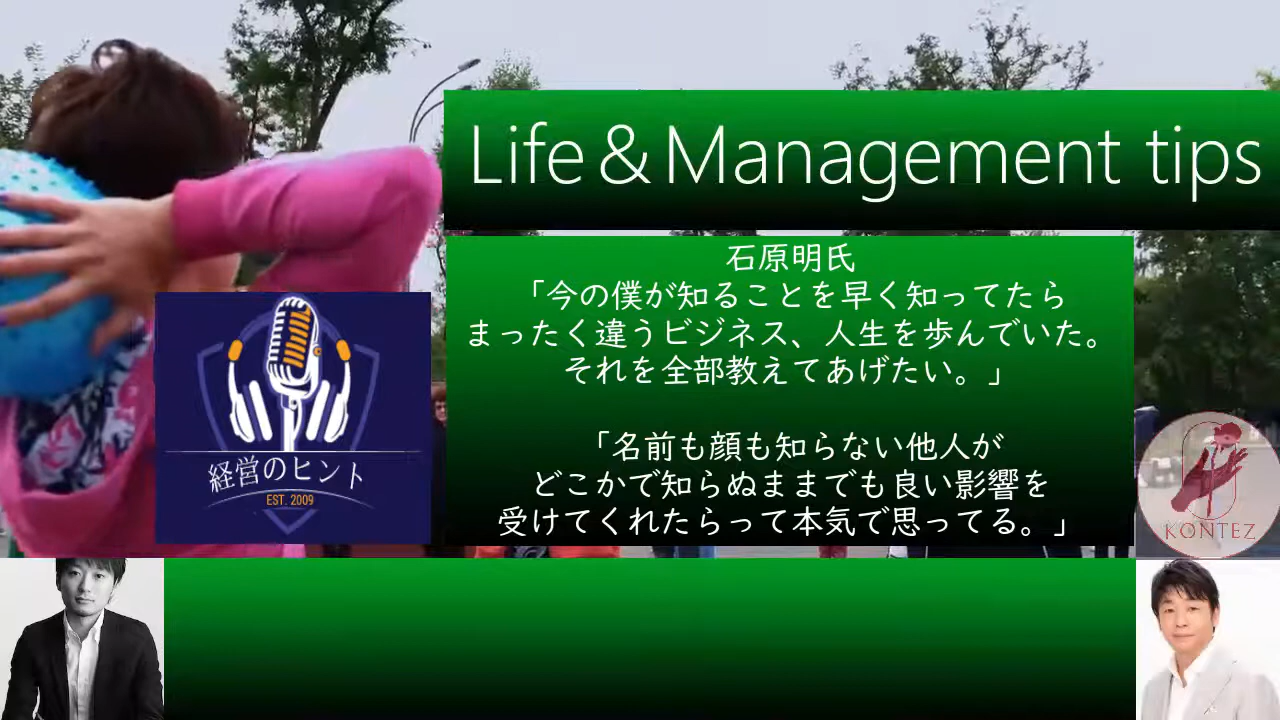 Life＆Management tips
石原明氏
「今の僕が知ることを早く知ってたら
まったく違うビジネス、人生を歩んでいた。
それを全部教えてあげたい。」
「名前も顔も知らない他人が
どこかで知らぬままでも良い影響を
受けてくれたらって本気で思ってる。」
経営のヒント
EST. 2009
KONTEZ